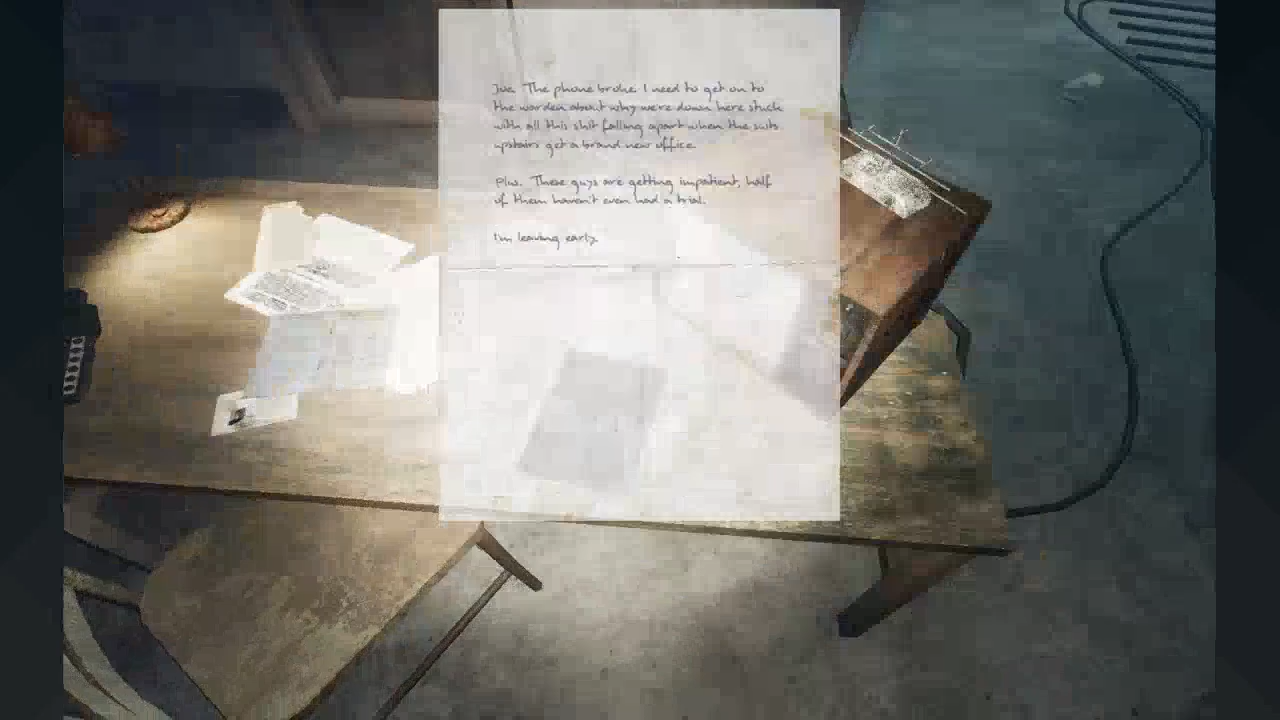 Joe. The phone broke. I need to get on to
the warden about why we're down here stuck
with all this shit falling apart when the suits
upstairs get a brand new office.
Plus. These guys are getting impatient, half
of them haven't even had a trial.
I'm leaving early.